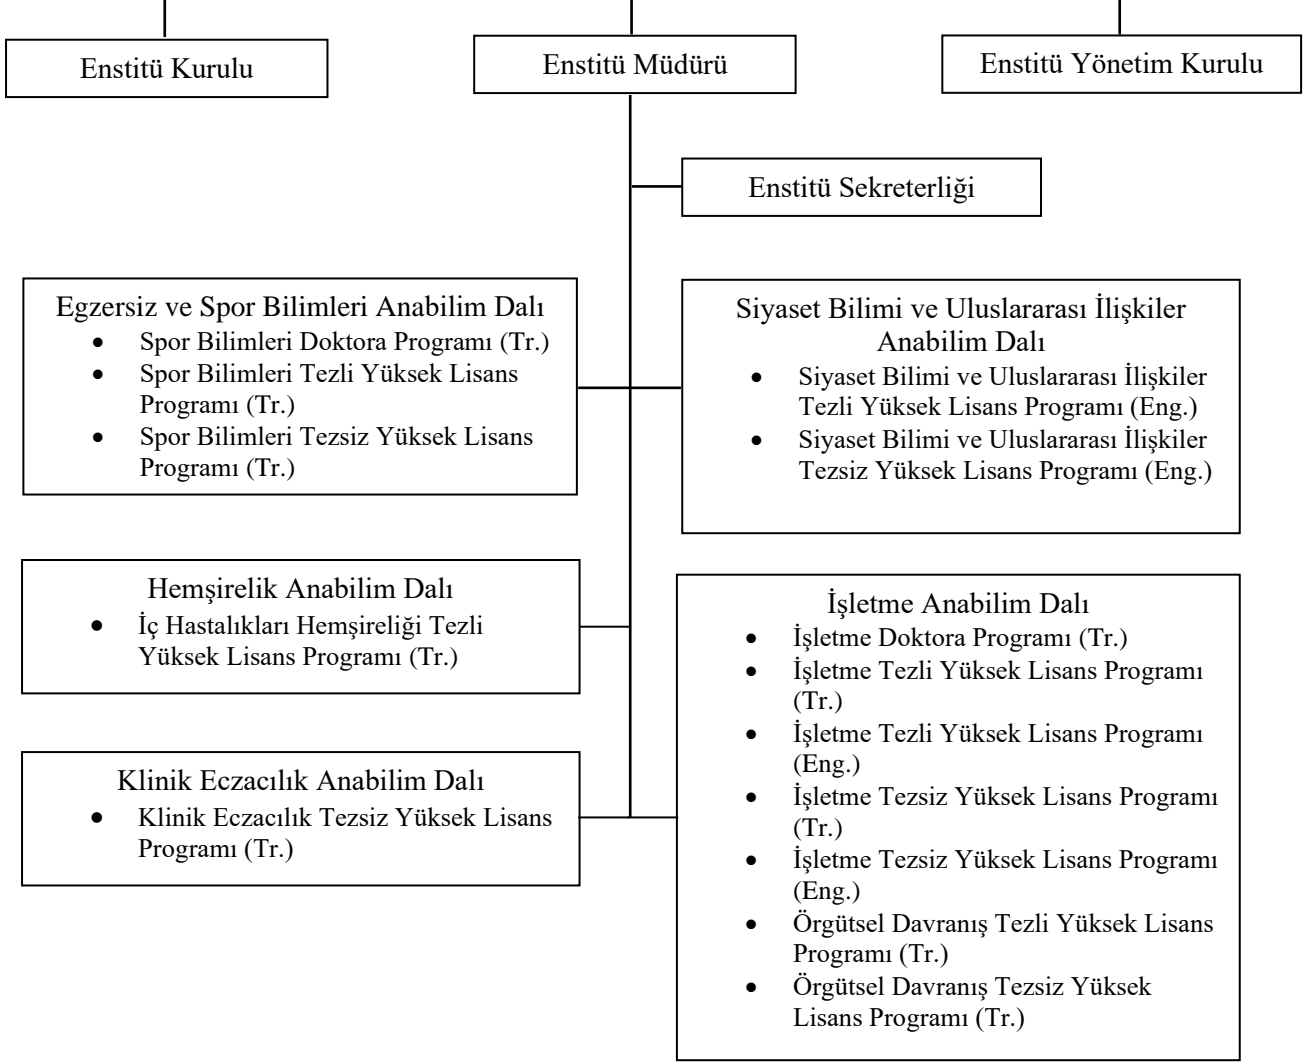 Enstitü Kurulu
Enstitü Müdürü
Enstitü Yönetim Kurulu
Enstitü Sekreterliği
Egzersiz ve Spor Bilimleri Anabilim Dalı
• Spor Bilimleri Doktora Programı (Tr.)
• Spor Bilimleri Tezli Yüksek Lisans
Programı (Tr.)
• Spor Bilimleri Tezsiz Yüksek Lisans
Programı (Tr.)
Siyaset Bilimi ve Uluslararası İlişkiler
Anabilim Dalı
• Siyaset Bilimi ve Uluslararası İlişkiler
Tezli Yüksek Lisans Programı (Eng.)
• Siyaset Bilimi ve Uluslararası İlişkiler
Tezsiz Yüksek Lisans Programı (Eng.)
Hemşirelik Anabilim Dalı
• İç Hastalıkları Hemşireliği Tezli
Yüksek Lisans Programı (Tr.)
İşletme Anabilim Dalı
• İşletme Doktora Programı (Tr.)
• İşletme Tezli Yüksek Lisans Programı
(Tr.)
• İşletme Tezli Yüksek Lisans Programı
(Eng.)
• İşletme Tezsiz Yüksek Lisans Programı
(Tr.)
• İşletme Tezsiz Yüksek Lisans Programı
(Eng.)
• Örgütsel Davranış Tezli Yüksek Lisans
Programı (Tr.)
• Örgütsel Davranış Tezsiz Yüksek
Lisans Programı (Tr.)
Klinik Eczacılık Anabilim Dalı
• Klinik Eczacılık Tezsiz Yüksek Lisans
Programı (Tr.)